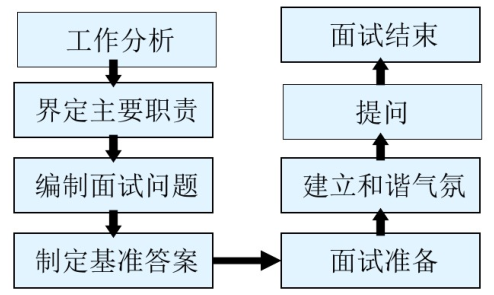 工作分析
界定主要职责
编制面试问题
制定基准答案
面试准备
建立和谐气氛
提问
面试结束